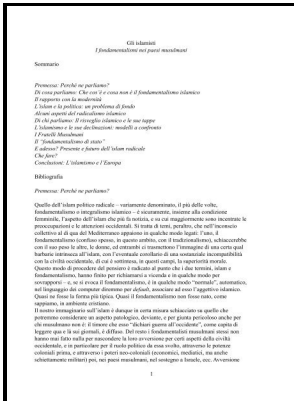 Gli islamisti
I fondamentalismi nei paesi musulmani
Sommario
Premessa: Perché ne parliamo?
Di cosa parliamo: Che cos'è e cosa non è il fondamentalismo islamico
Il rapporto con la modernità
L'islam e la politica: un problema di fondo
Alcuni aspetti del radicalismo islamico
Di chi parliamo: Il risveglio islamico e le sue tappe
L'islamismo e le sue declinazioni: modelli a confronto
I Fratelli Musulmani
Il "fondamentalismo di stato"
E adesso? Presente e futuro dell'islam radicale
Che fare?
Conclusioni: L'islamismo e l'Europa
Bibliografia
Premessa: Perché ne parliamo?
Quello dell'islam politico radicale – variamente denominato, il più delle volte,
fondamentalismo o integralismo islamico – è sicuramente, insieme alla condizione
femminile, l'aspetto dell'islam che più fa notizia, e su cui maggiormente sono incentrate le
preoccupazioni e le attenzioni occidentali. Si tratta di temi, peraltro, che nell'inconscio
collettivo al di qua del Mediterraneo appaiono in qualche modo legati: l'uno, il
fondamentalismo (confuso spesso, in questo ambito, con il tradizionalismo), schiaccerebbe
con il suo peso le altre, le donne, ed entrambi ci trasmettono l'immagine di una certa qual
barbarie intrinseca all'islam, con l'eventuale corollario di una sostanziale incompatibilità
con la civiltà occidentale, di cui è sottintesa, in questi campi, la superiorità morale.
Questo modo di procedere del pensiero è radicato al punto che i due termini, islam e
fondamentalismo, hanno finito per richiamarsi a vicenda e in qualche modo per
sovrapporsi – e, se si evoca il fondamentalismo, è in qualche modo "normale", automatico,
nel linguaggio dei computer diremmo per default, associare ad esso l'aggettivo islamico.
Quasi ne fosse la forma più tipica. Quasi il fondamentalismo non fosse nato, come
sappiamo, in ambiente cristiano.
Il nostro immaginario sull'islam è dunque in certa misura schiacciato su quello che
potremmo considerare un aspetto patologico, deviante, e per giunta pericoloso anche per
chi musulmano non è: il timore che esso "dichiari guerra all'occidente", come capita di
leggere qua e là sui giornali, è diffuso. Del resto i fondamentalisti musulmani stessi non
hanno mai fatto nulla per nascondere la loro avversione per certi aspetti della civiltà
occidentale, e in particolare per il ruolo politico da essa svolto, attraverso le potenze
coloniali prima, e attraverso i poteri neo-coloniali (economici, mediatici, ma anche
schiettamente militari) poi, nei paesi musulmani, nel sostegno a Israele, ecc. Avversione
1